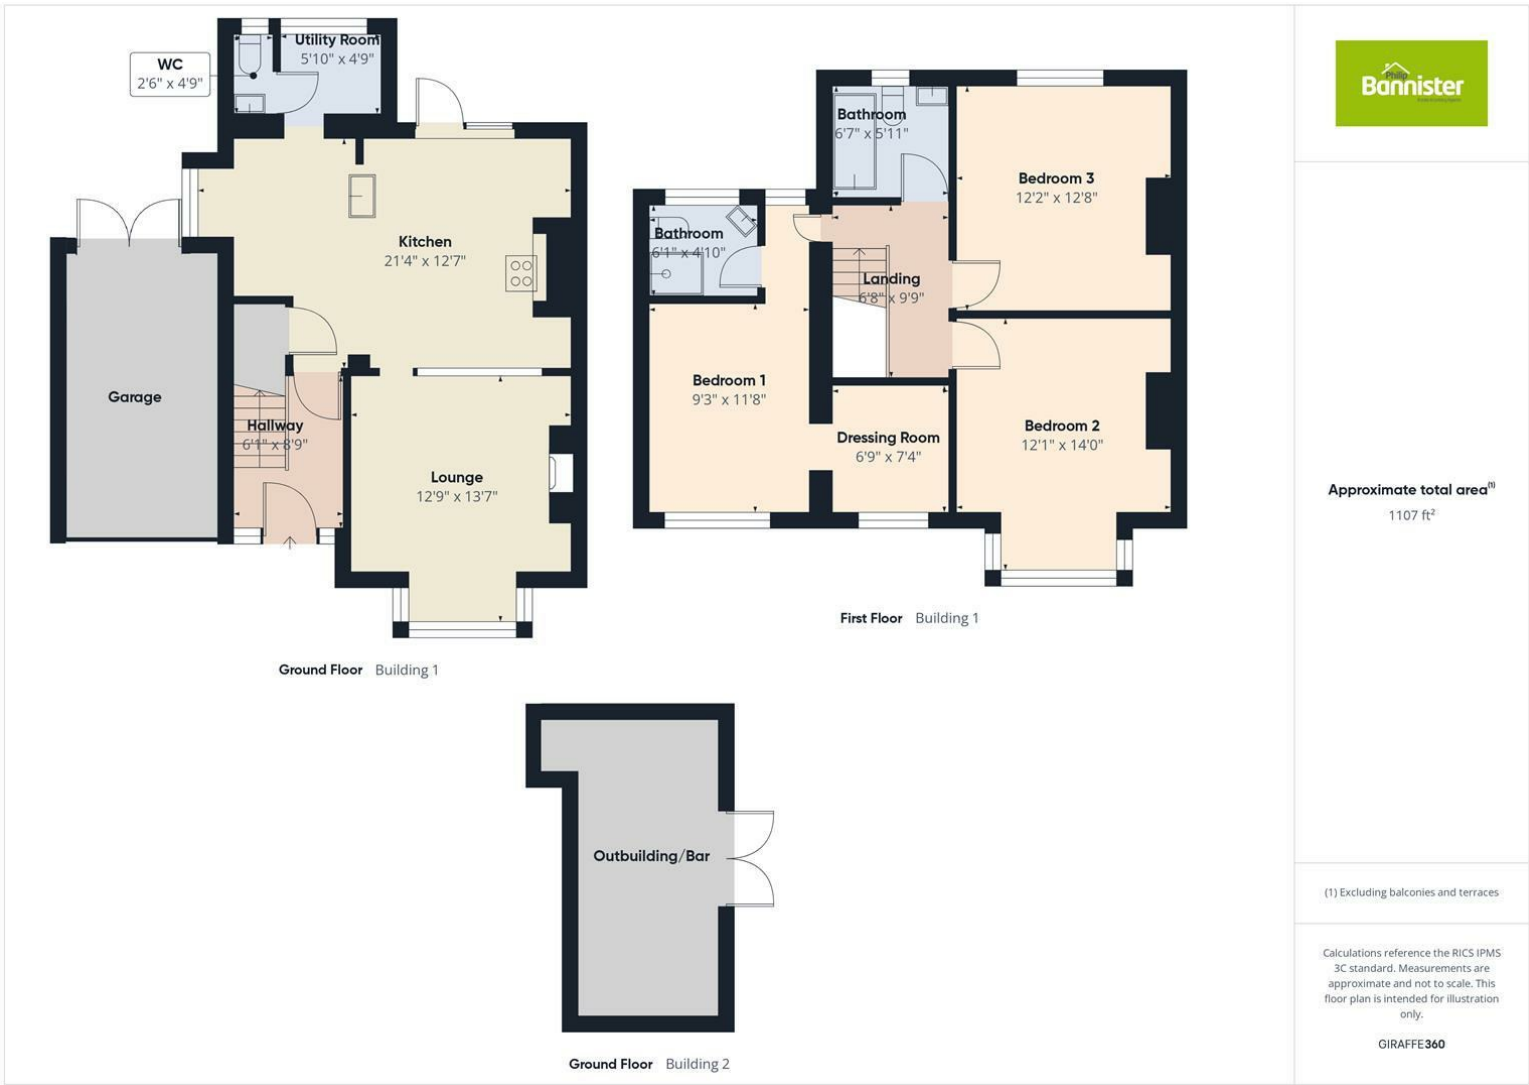 WC
2'6" x 4'9"
Utility Room
5'10" x 4'9"
Kitchen
21'4" x 12'7"
Garage
Hallway
6'1" x 8'9"
Lounge
12'9" x 13'7"
Ground Floor Building 1
Bathroom
6'7" x 5'11"
Bedroom 3
12'2" x 12'8"
Bathroom
6'1" x 4'10"
Landing
6'8" x 9'9"
Bedroom 1
9'3" x 11'8"
Dressing Room
6'9" x 7'4"
Bedroom 2
12'1" x 14'0"
First Floor Building 1
Outbuilding/Bar
Ground Floor Building 2
Philip
Bannister
Approximate total area(1)
1107 ft²
(1) Excluding balconies and terraces
Calculations reference the RICS IPMS
3C standard. Measurements are
approximate and not to scale. This
floor plan is intended for illustration
only.
GIRAFFE360